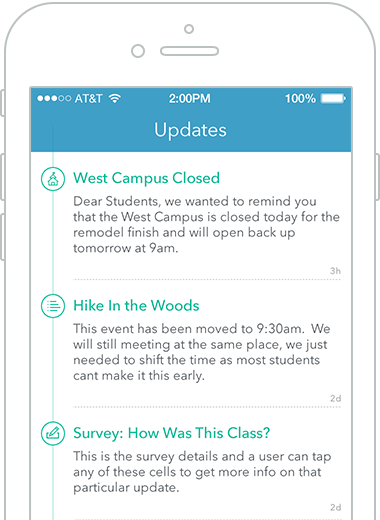 AT&T 2:00PM 100%
Updates
West Campus Closed
Dear Students, we wanted to remind you
that the West Campus is closed today for the
remodel finish and will open back up
tomorrow at 9am.
3h
Hike In the Woods
This event has been moved to 9:30am.  We
will still meeting at the same place, we just
needed to shift the time as most students
cant make it this early.
2d
Survey: How Was This Class?
This is the survey details and a user can tap
any of these cells to get more info on that
particular update.
2d